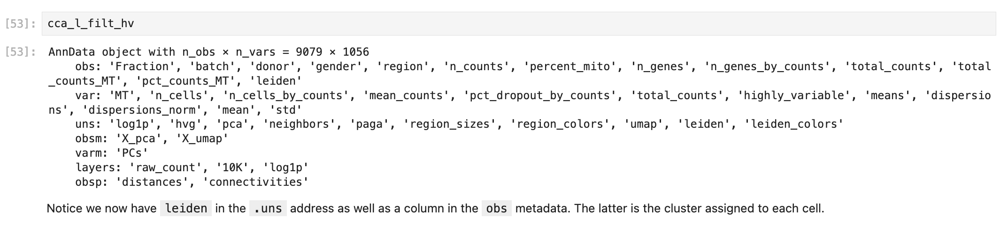 [53]: cca_l_filt_hv
[53]: AnnData object with n_obs × n_vars = 9079 × 1056
obs: 'Fraction', 'batch', 'donor', 'gender', 'region', 'n_counts', 'percent_mito', 'n_genes', 'n_genes_by_counts', 'total_counts', 'total
_counts_MT', 'pct_counts_MT', 'leiden'
var: 'MT', 'n_cells', 'n_cells_by_counts', 'mean_counts', 'pct_dropout_by_counts', 'total_counts', 'highly_variable', 'means', 'dispersio
ns', 'dispersions_norm', 'mean', 'std'
uns: 'log1p', 'hvg', 'pca', 'neighbors', 'paga', 'region_sizes', 'region_colors', 'umap', 'leiden', 'leiden_colors'
obsm: 'X_pca', 'X_umap'
varm: 'PCs'
layers: 'raw_count', '10K', 'log1p'
obsp: 'distances', 'connectivities'
Notice we now have leiden in the .uns address as well as a column in the obs metadata. The latter is the cluster assigned to each cell.